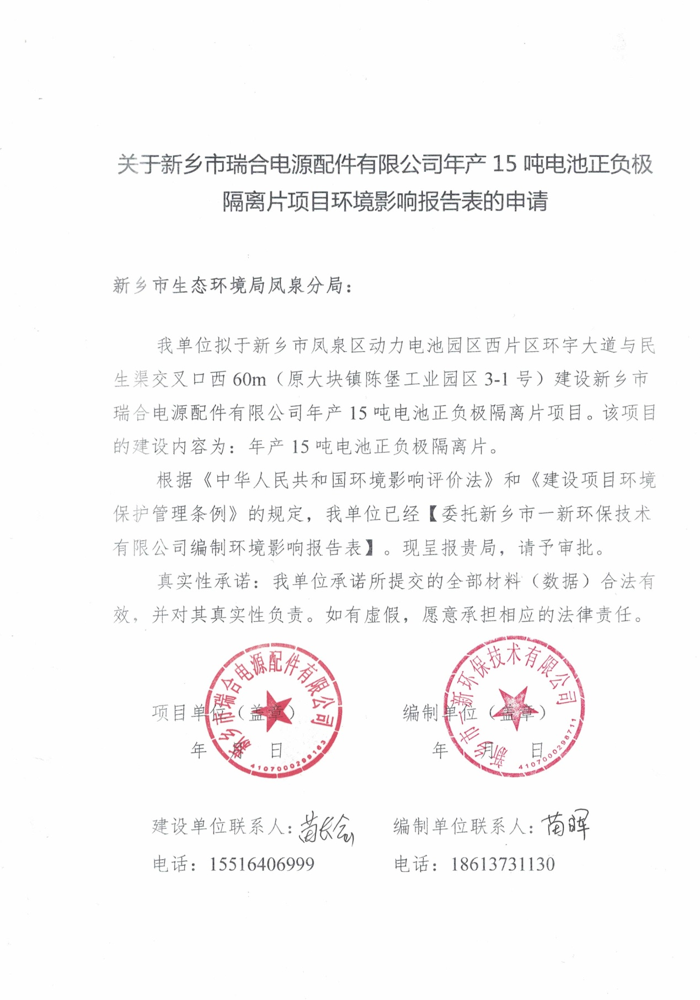 关于新乡市瑞合电源配件有限公司年产 15 吨电池正负极
隔离片项目环境影响报告表的申请
新乡市生态环境局凤泉分局：
我单位拟于新乡市凤泉区动力电池园区西片区环宇大道与民
生渠交叉口西 60m（原大块镇陈堡工业园区 3-1 号）建设新乡市
瑞合电源配件有限公司年产 15 吨电池正负极隔离片项目。该项目
的建设内容为：年产 15 吨电池正负极隔离片。
根据《中华人民共和国环境影响评价法》和《建设项目环境
保护管理条例》的规定，我单位已经【委托新乡市一新环保技术
有限公司编制环境影响报告表】。现呈报贵局，请予审批。
真实性承诺：我单位承诺所提交的全部材料（数据）合法有
效，并对其真实性负责。如有虚假，愿意承担相应的法律责任。
新乡市瑞合电源配件有限公司
新乡市一新环保技术有限公司
项目单位（盖章） 编制单位（盖章）
年 月 日 年 月 日
4107000299163 4107000298711
建设单位联系人：苗长会 编制单位联系人：苗晖
电话：15516406999 电话：18613731130